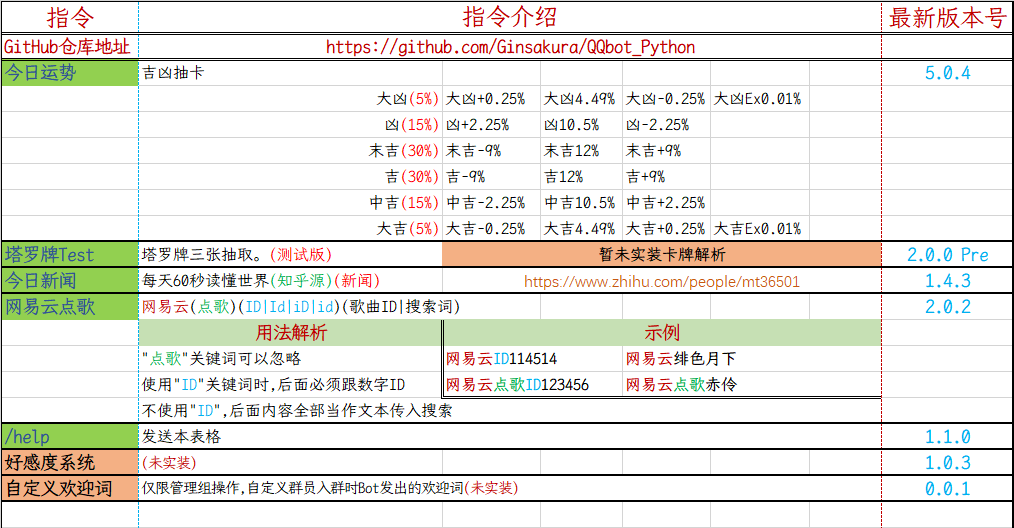 指令 指令介绍 最新版本号
GitHub仓库地址 https://github.com/Ginsakura/QQbot_Python
今日运势 吉凶抽卡 5.0.4
大凶(5%) 大凶+0.25% 大凶4.49% 大凶-0.25% 大凶Ex0.01%
凶(15%) 凶+2.25% 凶10.5% 凶-2.25%
末吉(30%) 末吉-9% 末吉12% 末吉+9%
吉(30%) 吉-9% 吉12% 吉+9%
中吉(15%) 中吉-2.25% 中吉10.5% 中吉+2.25%
大吉(5%) 大吉-0.25% 大吉4.49% 大吉+0.25% 大吉Ex0.01%
塔罗牌Test 塔罗牌三张抽取。(测试版) 暂未实装卡牌解析 2.0.0 Pre
今日新闻 每天60秒读懂世界(知乎源)(新闻) https://www.zhihu.com/people/mt36501 1.4.3
网易云点歌 网易云(点歌)(ID|Id|iD|id)(歌曲ID|搜索词) 2.0.2
用法解析 示例
"点歌"关键词可以忽略 网易云ID114514 网易云绯色月下
使用"ID"关键词时,后面必须跟数字ID 网易云点歌ID123456 网易云点歌赤伶
不使用"ID",后面内容全部当作文本传入搜索
/help 发送本表格 1.1.0
好感度系统 (未实装) 1.0.3
自定义欢迎词 仅限管理组操作,自定义群员入群时Bot发出的欢迎词(未实装) 0.0.1